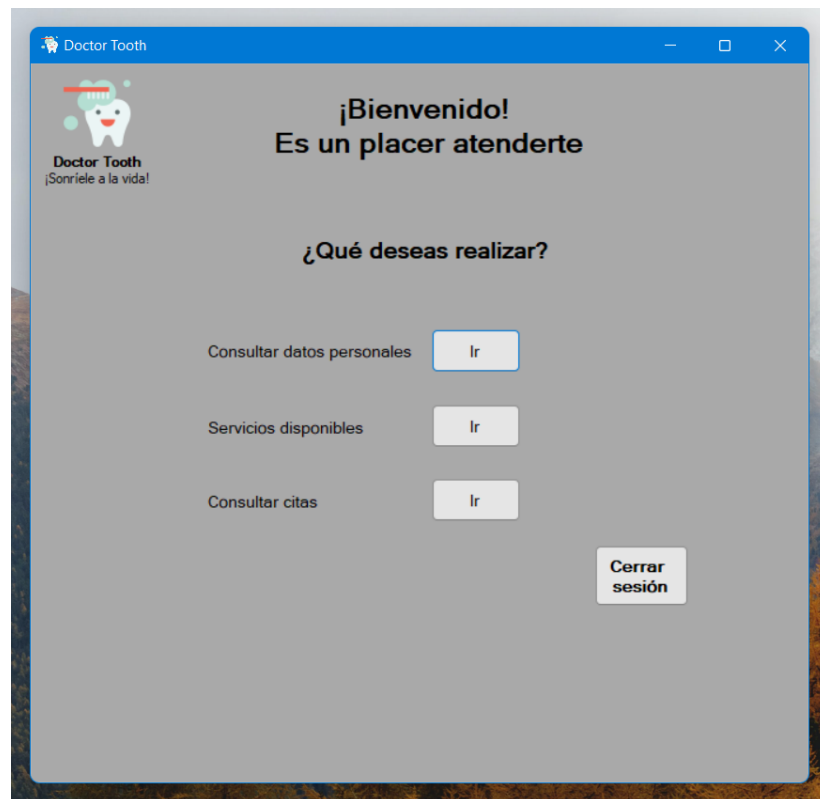 Doctor Tooth
¡Bienvenido!
Es un placer atenderte
Doctor Tooth
¡Sonriele a la vida!
¿Qué deseas realizar?
Consultar datos personales Ir
Servicios disponibles Ir
Consultar citas Ir
Cerrar
sesión